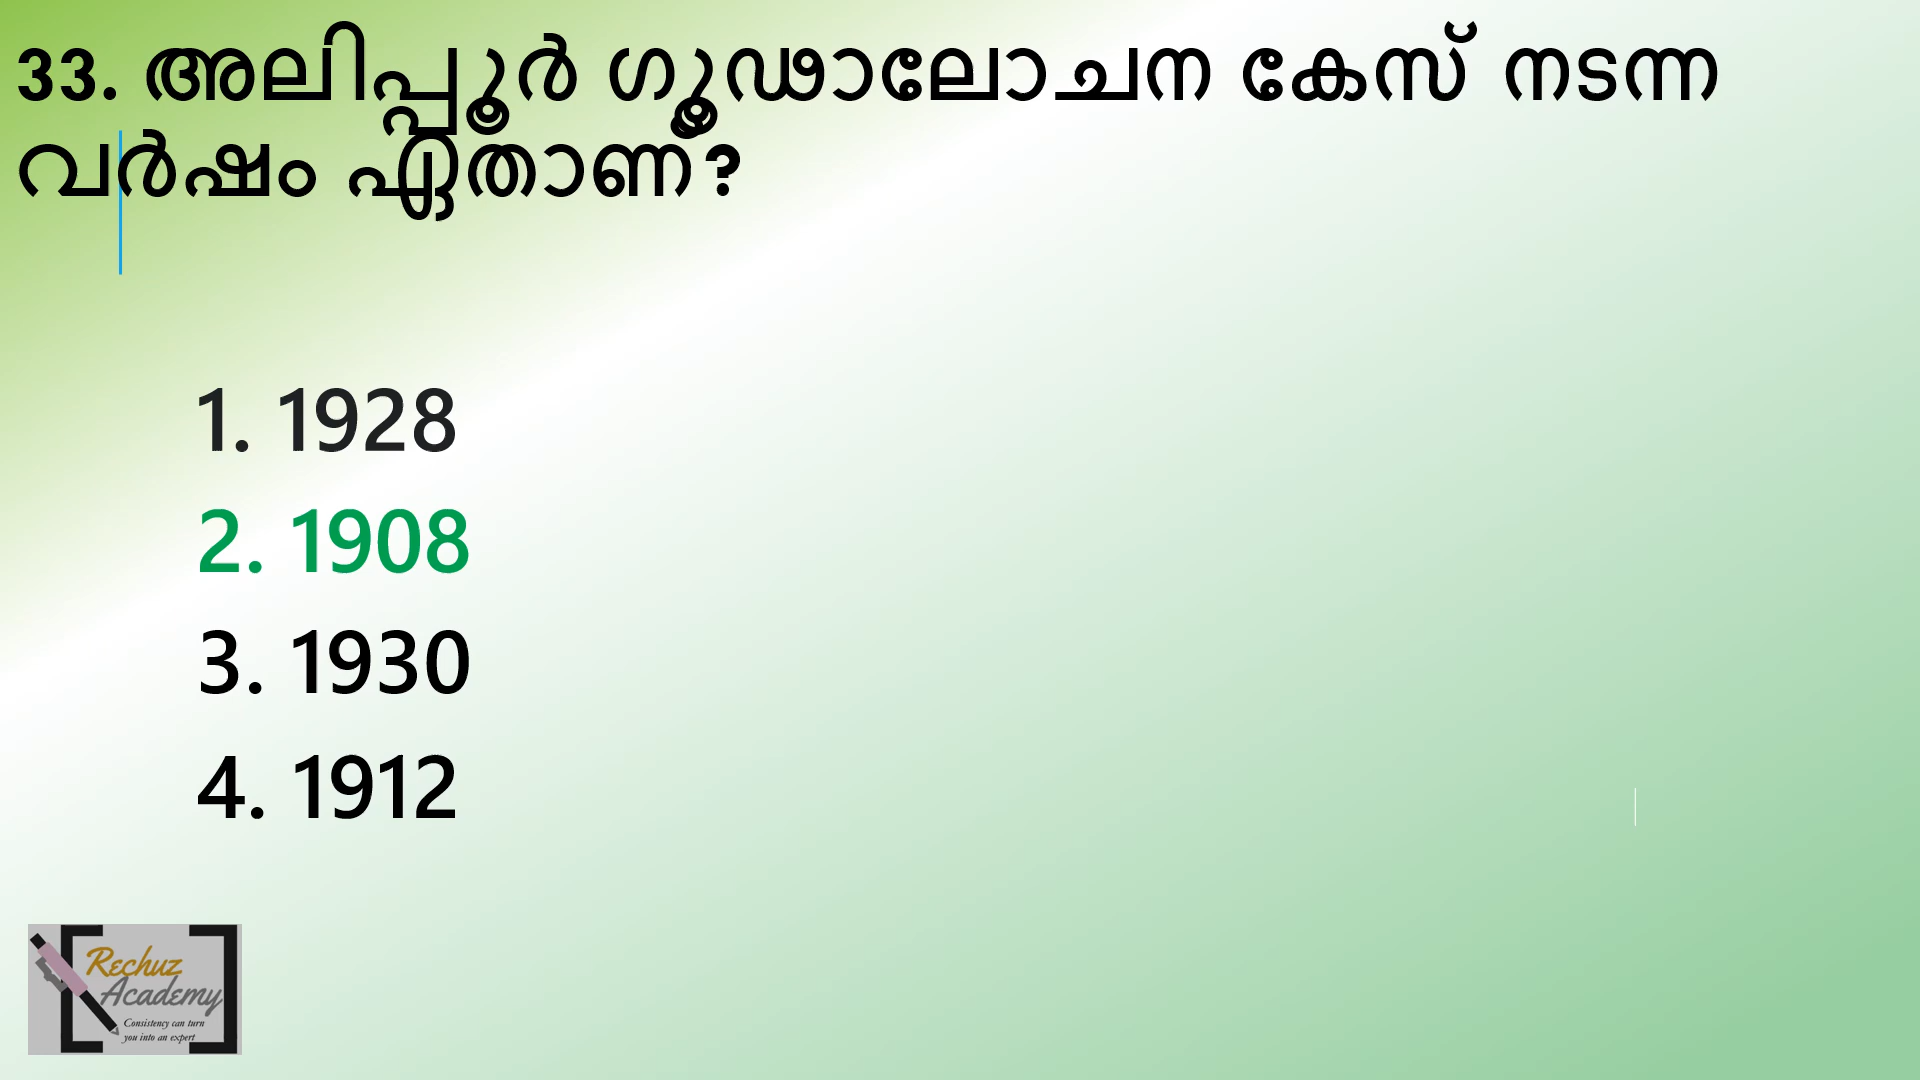 33. അലിപ്പൂർ ഗൂഢാലോചന കേസ് നടന്ന
വർഷം ഏതാണ്?
1. 1928
2. 1908
3. 1930
4. 1912
Rechuz
Academy
Consistency can turn
you into an expert